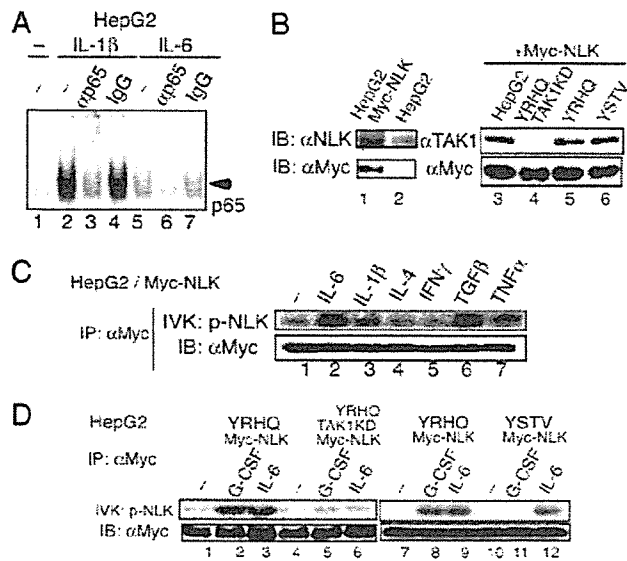 A
HepG2
– IL-1β IL-6
- - αp65 IgG - αp65 IgG
p65
1 2 3 4 5 6 7
B
+Myc-NLK
HepG2 Myc-NLK HepG2
HepG2 YRHQ TAK1KD YRHQ YSTV
IB: αNLK
IB: αMyc
1 2
αTAK1
αMyc
3 4 5 6
C
HepG2 / Myc-NLK
- IL-6 IL-1β IL-4 IFNγ TGFβ TNFα
IP: αMyc
IVK: p-NLK
IB: αMyc
1 2 3 4 5 6 7
D
HepG2
YRHQ Myc-NLK
YRHQ TAK1KD Myc-NLK
YRHQ Myc-NLK
YSTV Myc-NLK
IP: αMyc
- G-CSF IL-6 - G-CSF IL-6 - G-CSF IL-6 - G-CSF IL-6
IVK: p-NLK
IB: αMyc
1 2 3 4 5 6 7 8 9 10 11 12